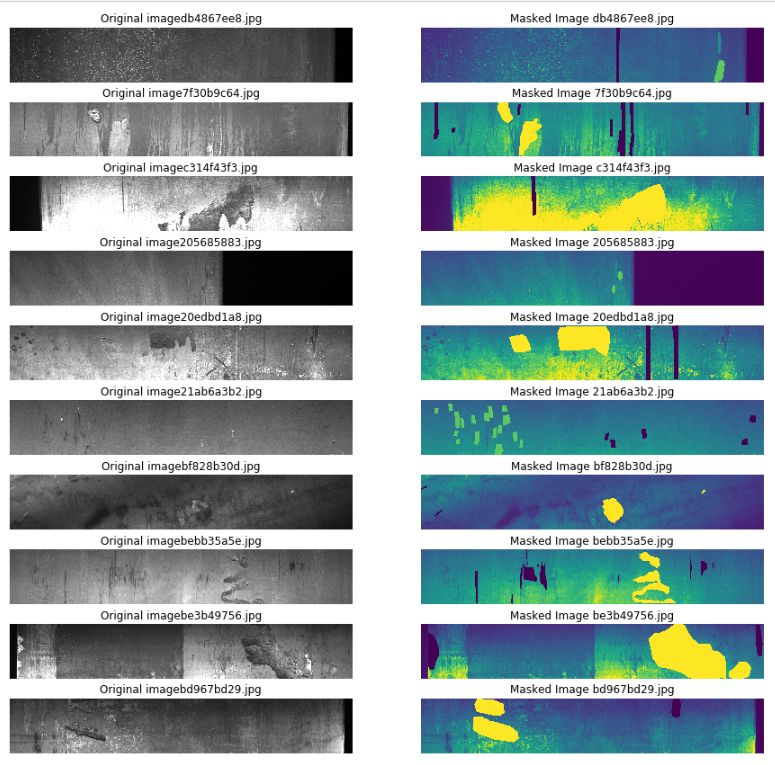 Original imagedb4867ee8.jpg
Masked Image db4867ee8.jpg
Original image7f30b9c64.jpg
Masked Image 7f30b9c64.jpg
Original imagec314f43f3.jpg
Masked Image c314f43f3.jpg
Original image205685883.jpg
Masked Image 205685883.jpg
Original image20edbd1a8.jpg
Masked Image 20edbd1a8.jpg
Original image21ab6a3b2.jpg
Masked Image 21ab6a3b2.jpg
Original imagebf828b30d.jpg
Masked Image bf828b30d.jpg
Original imagebebb35a5e.jpg
Masked Image bebb35a5e.jpg
Original imagebe3b49756.jpg
Masked Image be3b49756.jpg
Original imagebd967bd29.jpg
Masked Image bd967bd29.jpg